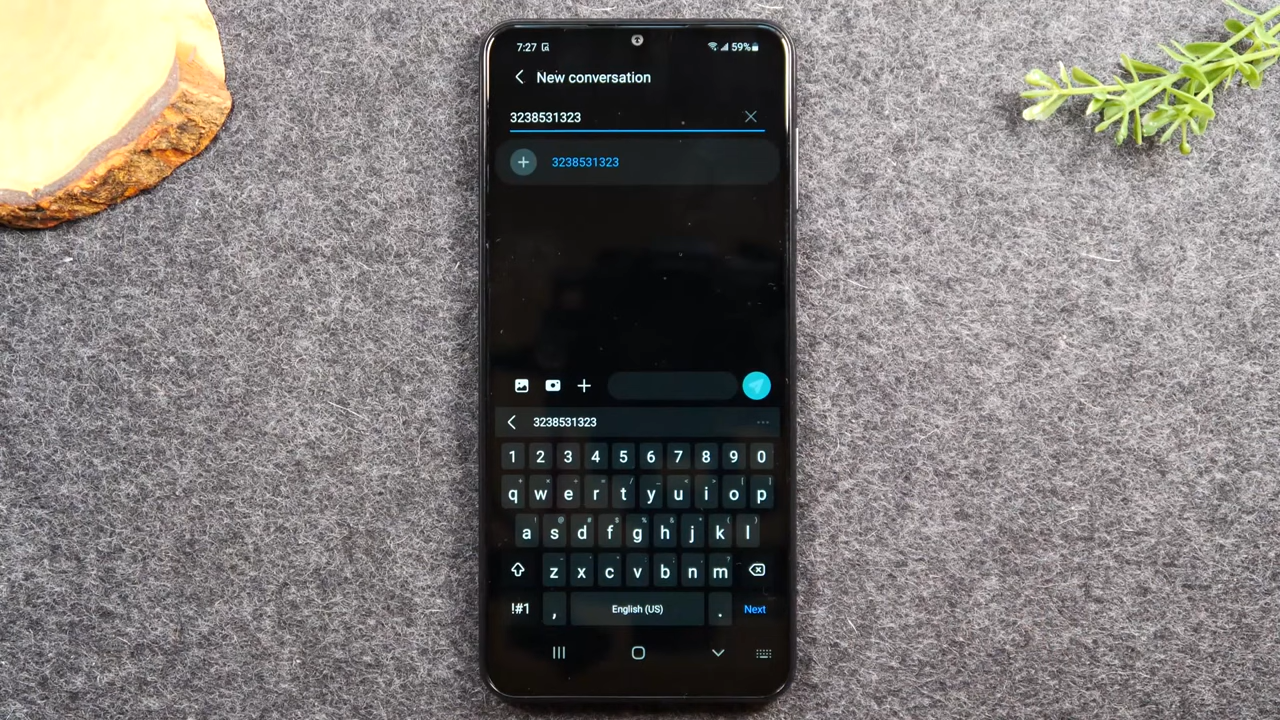 7:27 59%
New conversation
3238531323
3238531323
3238531323
1 2 3 4 5 6 7 8 9 0
q w e r t y u i o p
a s d f g h j k l
z x c v b n m
!#1 , English (US) . Next